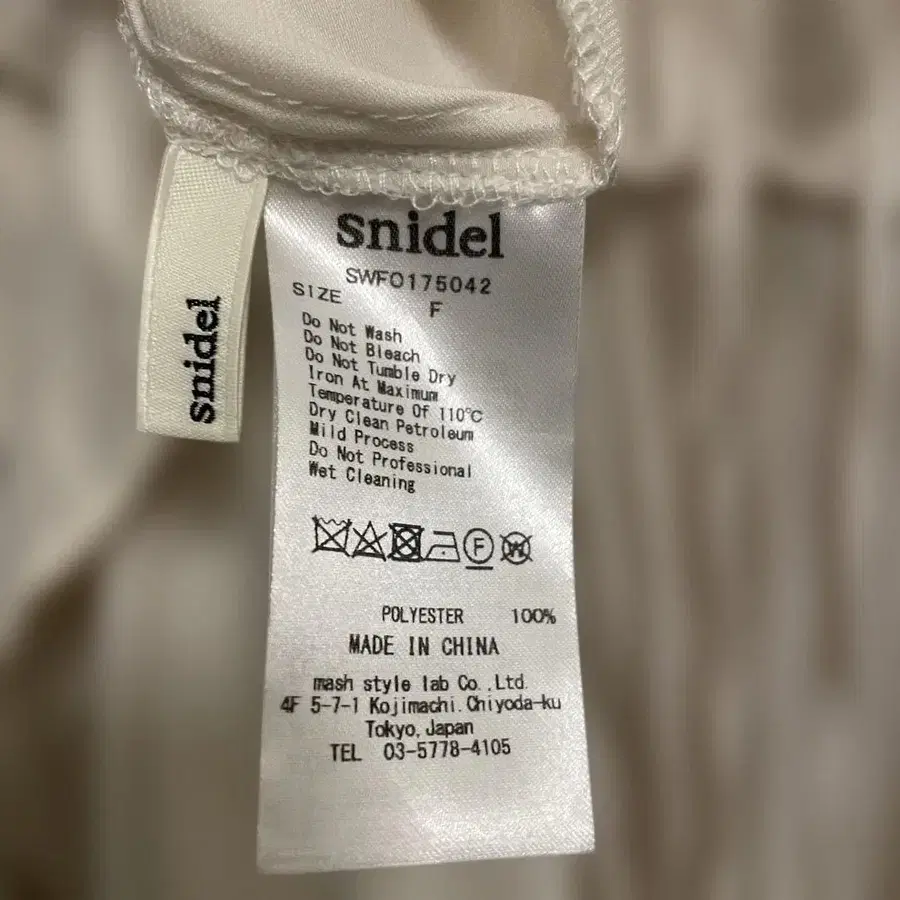 snidel
snidel
SWFO175042
SIZE
F
Do Not Wash
Do Not Bleach
Do Not Tumble Dry
Iron At Maximum
Temperature Of 110℃
Dry Clean Petroleum
Mild Process
Do Not Professional
Wet Cleaning
F W
POLYESTER 100%
MADE IN CHINA
mash style lab Co.,Ltd.
4F 5-7-1 Kojimachi.Chiyoda-ku
Tokyo,Japan
TEL 03-5778-4105